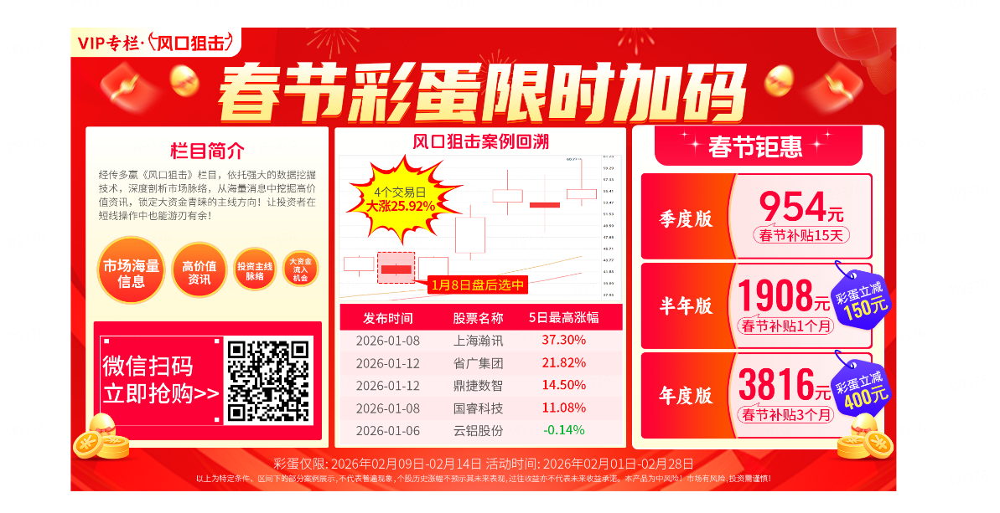 VIP专栏·《风口狙击》
春节彩蛋限时加码
栏目简介
经传多赢《风口狙击》栏目，依托强大的数据挖掘
技术，深度剖析市场脉络，从海量消息中挖掘高价
值资讯，锁定大资金青睐的主线方向！让投资者在
短线操作中也能游刃有余！
市场海量
信息
高价值
资讯
投资主线
脉络
大资金
流入
机会
微信扫码
立即抢购>>
风口狙击案例回溯
4个交易日
大涨25.92%
1月8日盘后选中
发布时间 股票名称 5日最高涨幅
2026-01-08 上海瀚讯 37.30%
2026-01-12 省广集团 21.82%
2026-01-12 鼎捷数智 14.50%
2026-01-08 国睿科技 11.08%
2026-01-06 云铝股份 -0.14%
春节钜惠
季度版
954元
春节补贴15天
半年版
1908元
春节补贴1个月
彩蛋立减
150元
年度版
3816元
春节补贴3个月
彩蛋立减
400元
彩蛋仅限: 2026年02月09日-02月14日 活动时间: 2026年02月01日-02月28日
以上为特定条件、区间下的部分案例展示,不代表普遍现象,个股历史涨幅不预示其未来表现,过往收益亦不代表未来收益承诺。本产品为中风险！市场有风险,投资需谨慎！